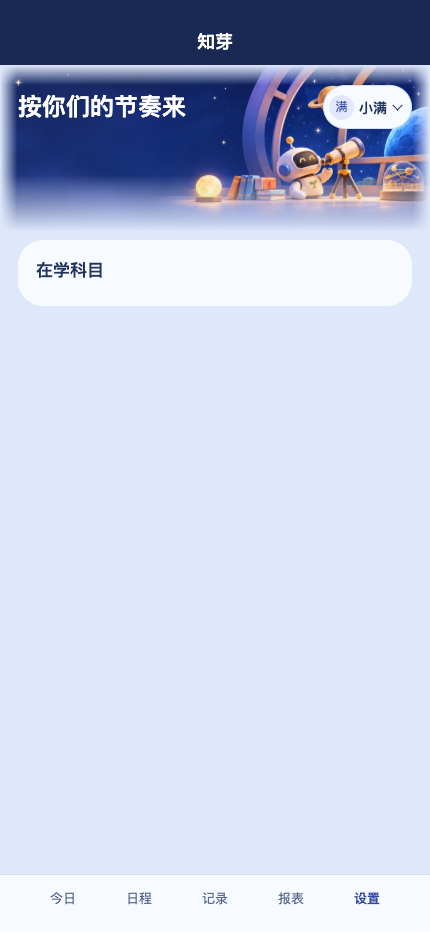 知芽
按你们的节奏来
满 小满
在学科目
今日 日程 记录 报表 设置